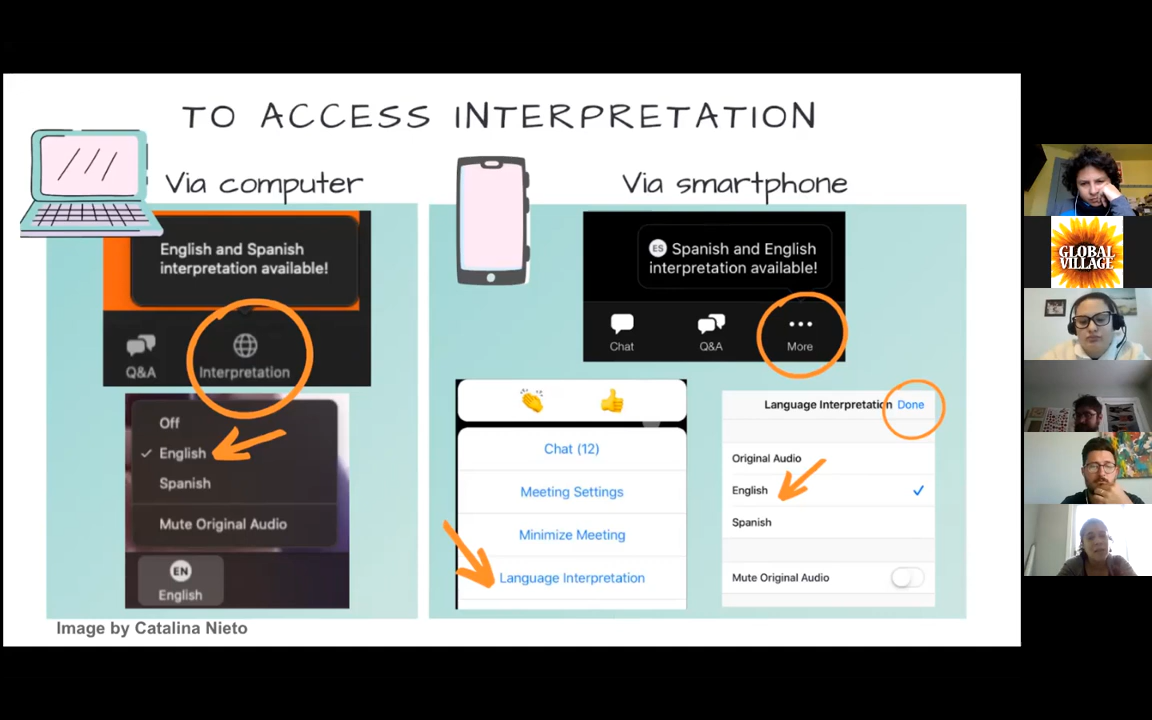 TO ACCESS INTERPRETATION
Via computer
English and Spanish
interpretation available!
Q&A
Interpretation
Off
✓ English
Spanish
Mute Original Audio
EN
English
Image by Catalina Nieto
Via smartphone
ES Spanish and English
interpretation available!
Chat
Q&A
More
Chat (12)
Meeting Settings
Minimize Meeting
Language Interpretation
Language Interpretation Done
Original Audio
English ✓
Spanish
Mute Original Audio
GLOBAL
VILLAGE